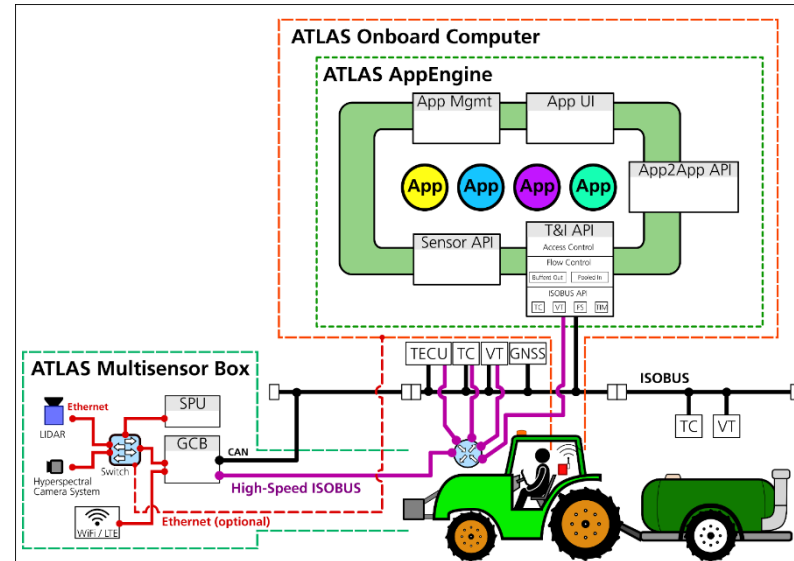 ATLAS Onboard Computer
ATLAS AppEngine
App Mgmt
App UI
App2App API
App
App
App
App
Sensor API
T&I API
Access Control
Flow Control
Buffered Out
Pooled In
ISOBUS API
TC
VT
FS
TIM
TECU
TC
VT
GNSS
ISOBUS
TC
VT
ATLAS Multisensor Box
Ethernet
LIDAR
SPU
GCB
Switch
CAN
Hyperspectral
Camera System
High-Speed ISOBUS
WiFi / LTE
Ethernet (optional)